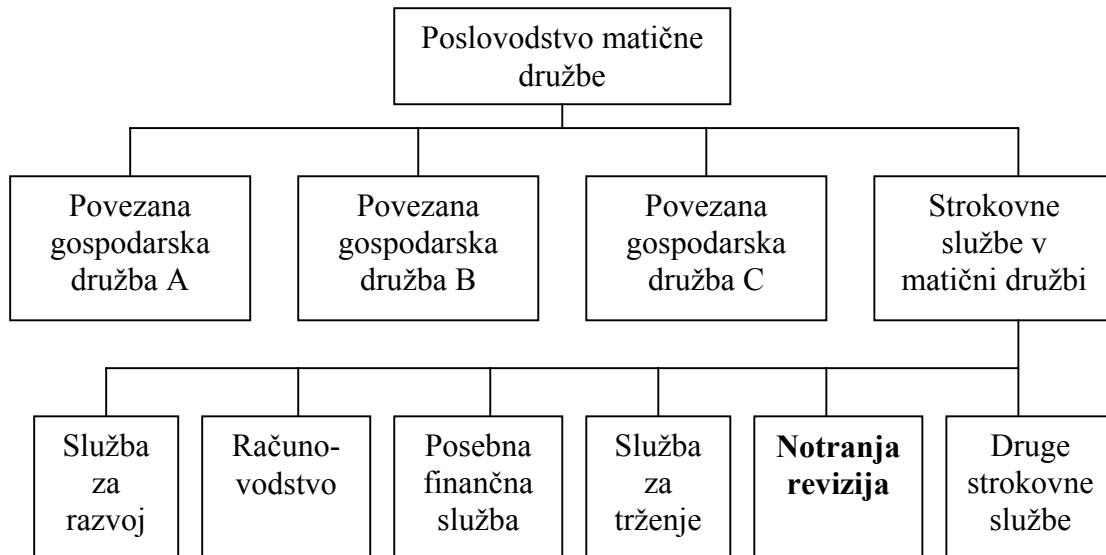 Poslovodstvo matične
družbe
Povezana
gospodarska
družba A
Povezana
gospodarska
družba B
Povezana
gospodarska
družba C
Strokovne
službe v
matični družbi
Služba
za
razvoj
Računo-
vodstvo
Posebna
finančna
služba
Služba
za
trženje
Notranja
revizija
Druge
strokovne
službe